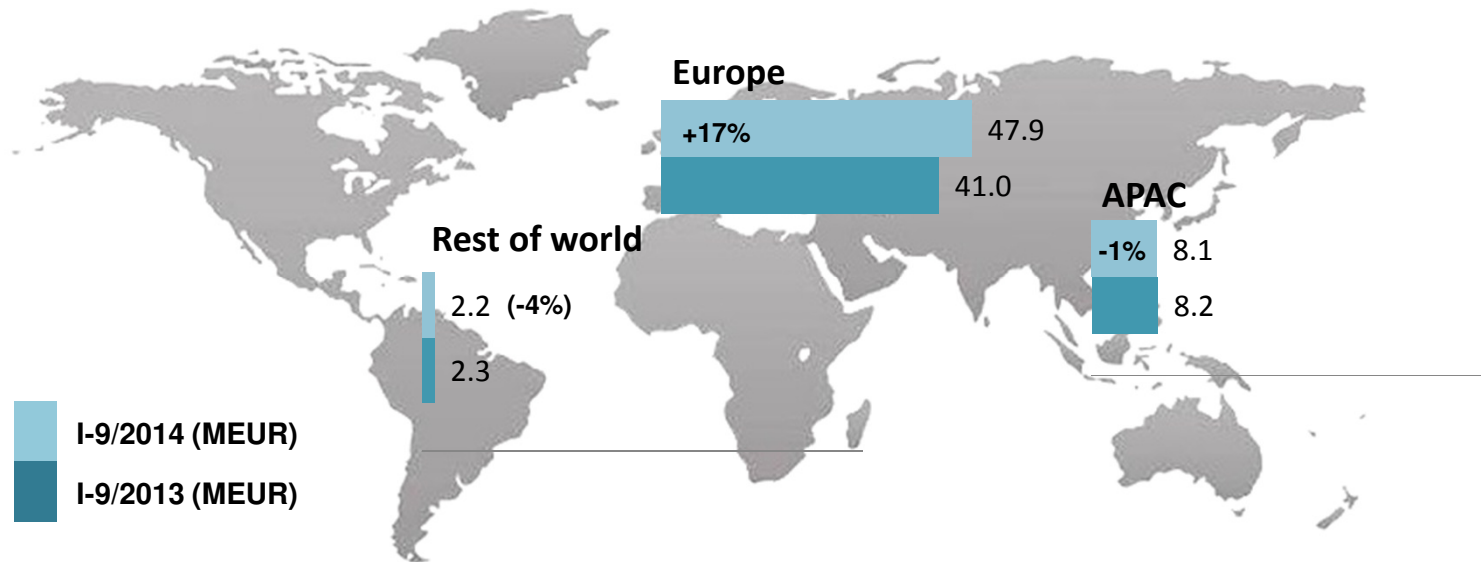 Europe
+17% 47.9
41.0
APAC
-1% 8.1
8.2
Rest of world
2.2 (-4%)
2.3
I-9/2014 (MEUR)
I-9/2013 (MEUR)